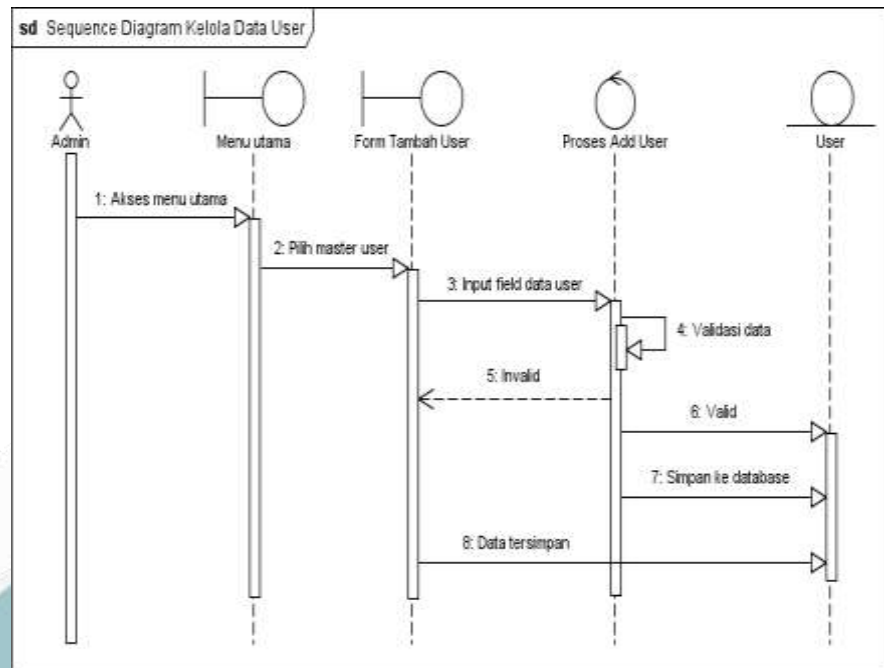 sd Sequence Diagram Kelola Data User
Admin
Menu utama
Form Tambah User
Proses Add User
User
1: Akses menu utama
2: Pilih master user
3: Input field data user
4: Validasi data
5: Invalid
6: Valid
7: Simpan ke database
8: Data tersimpan